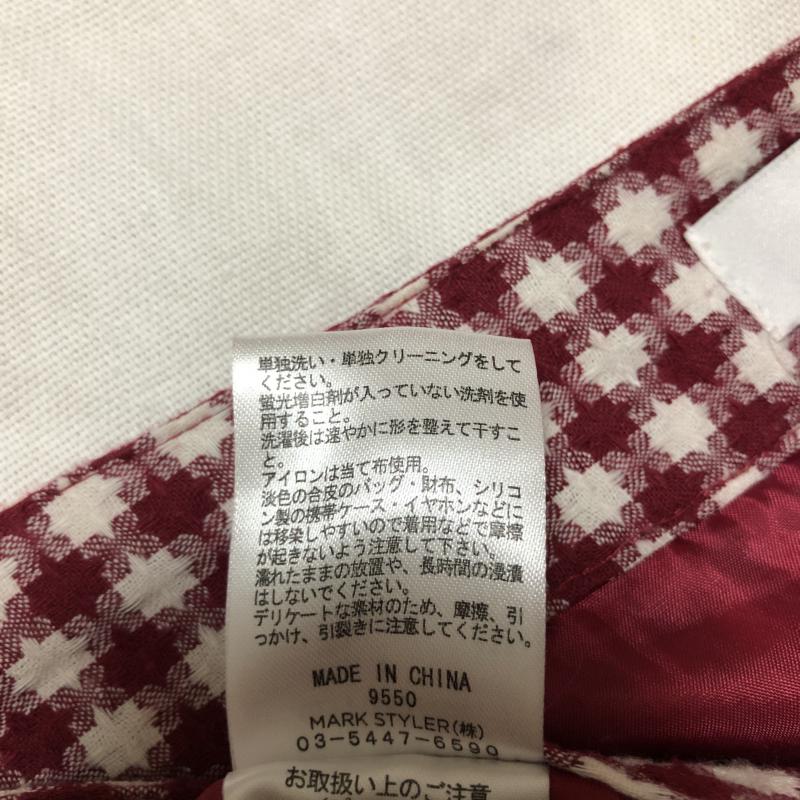 単独洗い・単独クリーニングをして
ください。
蛍光増白剤が入っていない洗剤を使
用すること。
洗濯後は速やかに形を整えて干すこ
と。
アイロンは当て布使用。
淡色の合皮のバッグ・財布、シリコ
ン製の携帯ケース・イヤホンなどに
は移染しやすいので着用などで摩擦
が起きないよう注意して下さい。
濡れたままの放置や、長時間の浸漬
はしないでください。
デリケートな素材のため、摩擦、引
っかけ、引裂きに注意してください。
MADE IN CHINA
9550
MARK STYLER(株)
03-5447-6590
お取扱い上のご注意